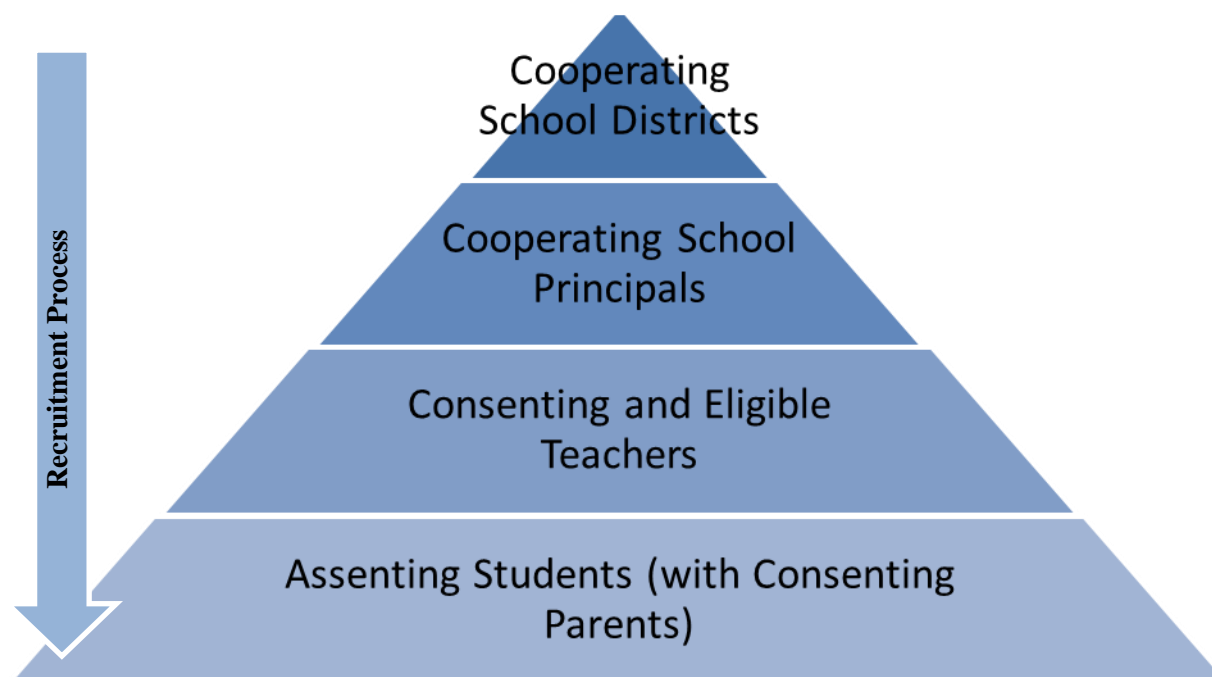 Cooperating
School Districts
Cooperating School
Principals
Consenting and Eligible
Teachers
Assenting Students (with Consenting
Parents)
Recruitment Process